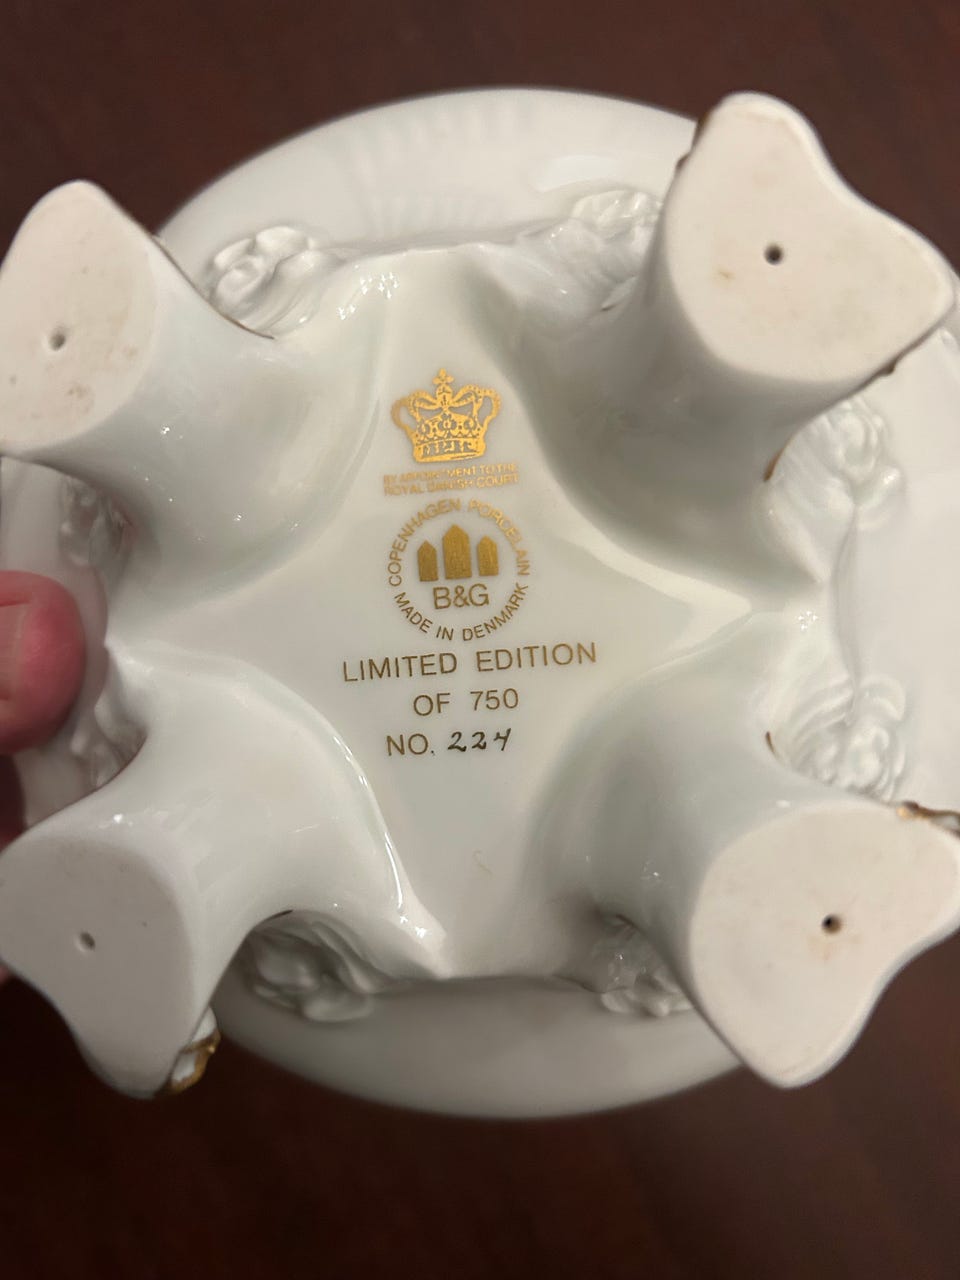 BY APPOINTMENT TO THE
ROYAL DANISH COURT
COPENHAGEN PORCELAIN
B&G
MADE IN DENMARK
LIMITED EDITION
OF 750
NO. 224